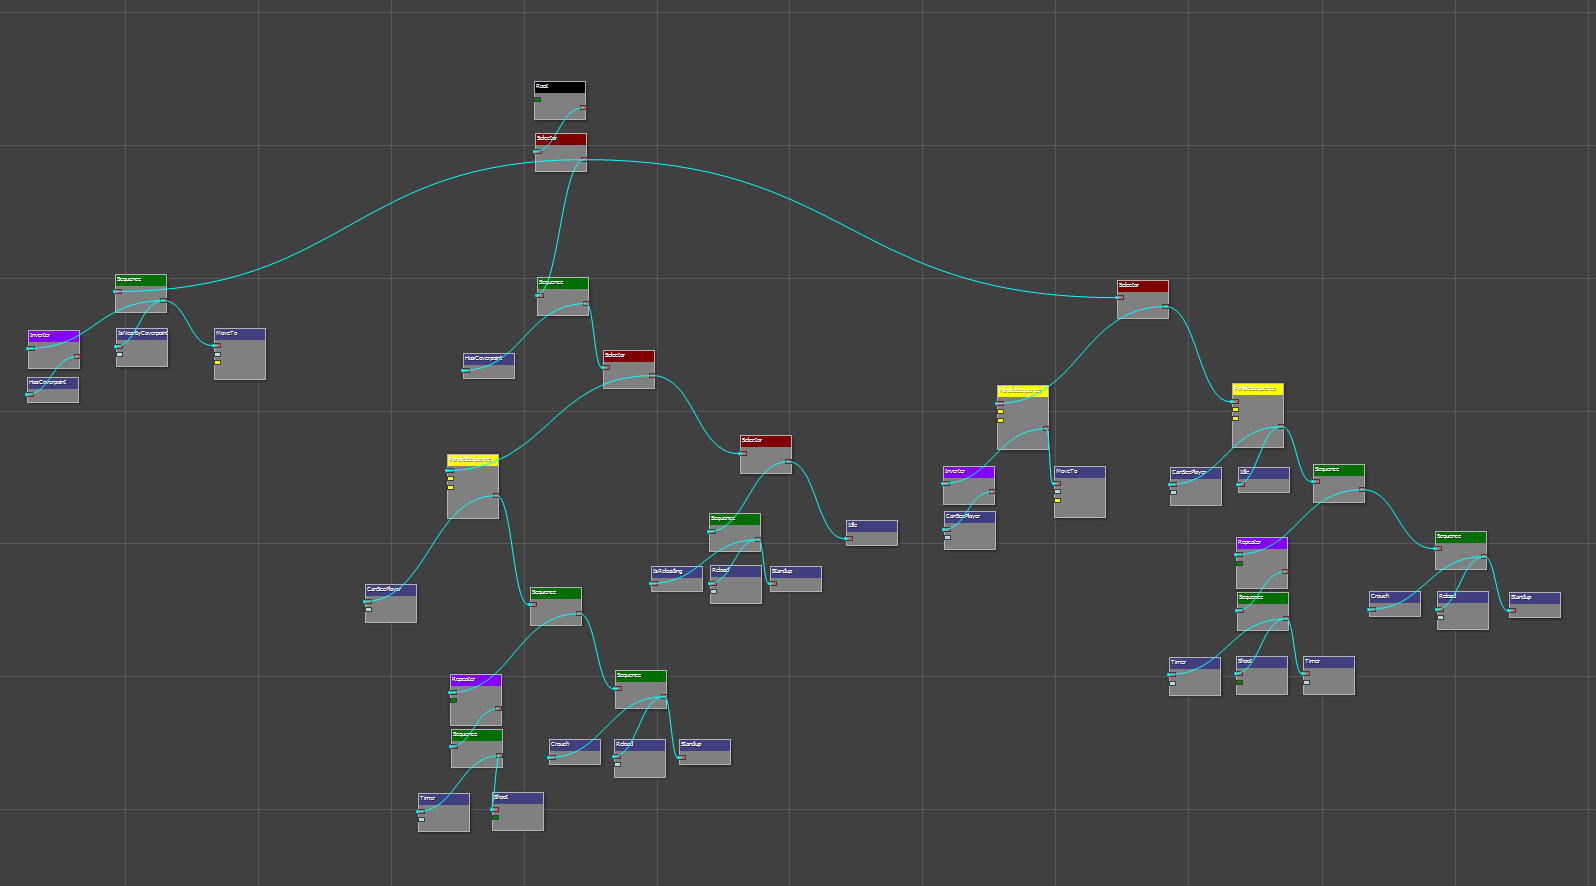 Root
Selector
Sequence
Sequence
Selector
Inverter
IsNearbyCoverpoint
MoveTo
HasCoverpoint
HasCoverpoint
Selector
ParallelSequence
ParallelSequence
Selector
ParallelSequence
Inverter
MoveTo
CanSeePlayer
Idle
Sequence
CanSeePlayer
Sequence
Idle
IsReloading
Reload
Standup
Repeater
Sequence
Sequence
Crouch
Reload
Standup
CanSeePlayer
Sequence
Timer
Shoot
Timer
Repeater
Sequence
Sequence
Crouch
Reload
Standup
Timer
Shoot